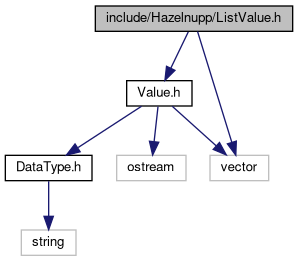 include/Hazelnupp/ListValue.h
Value.h
DataType.h
ostream
vector
string